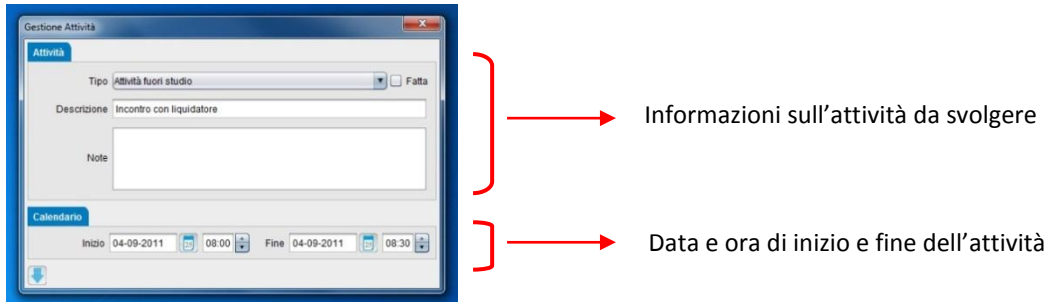 Gestione Attività
Attività
Tipo Attività fuori studio Fatta
Descrizione Incontro con liquidatore
Note
Informazioni sull’attività da svolgere
Calendario
Inizio 04-09-2011 08:00 Fine 04-09-2011 08:30
Data e ora di inizio e fine dell’attività